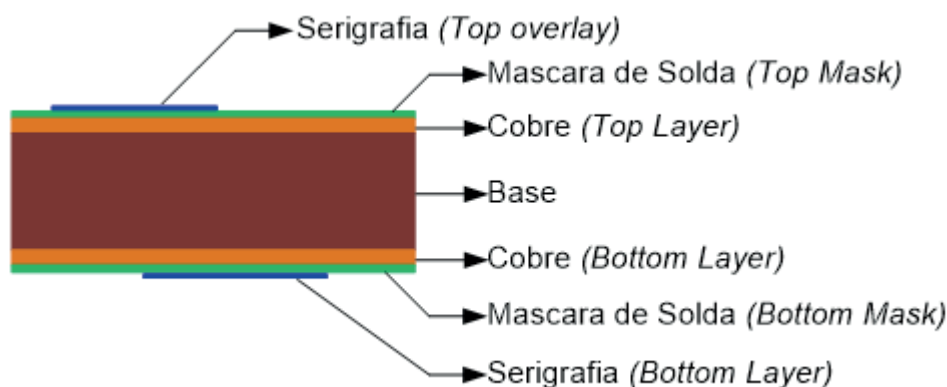 Serigrafia (Top overlay)
Mascara de Solda (Top Mask)
Cobre (Top Layer)
Base
Cobre (Bottom Layer)
Mascara de Solda (Bottom Mask)
Serigrafia (Bottom Layer)